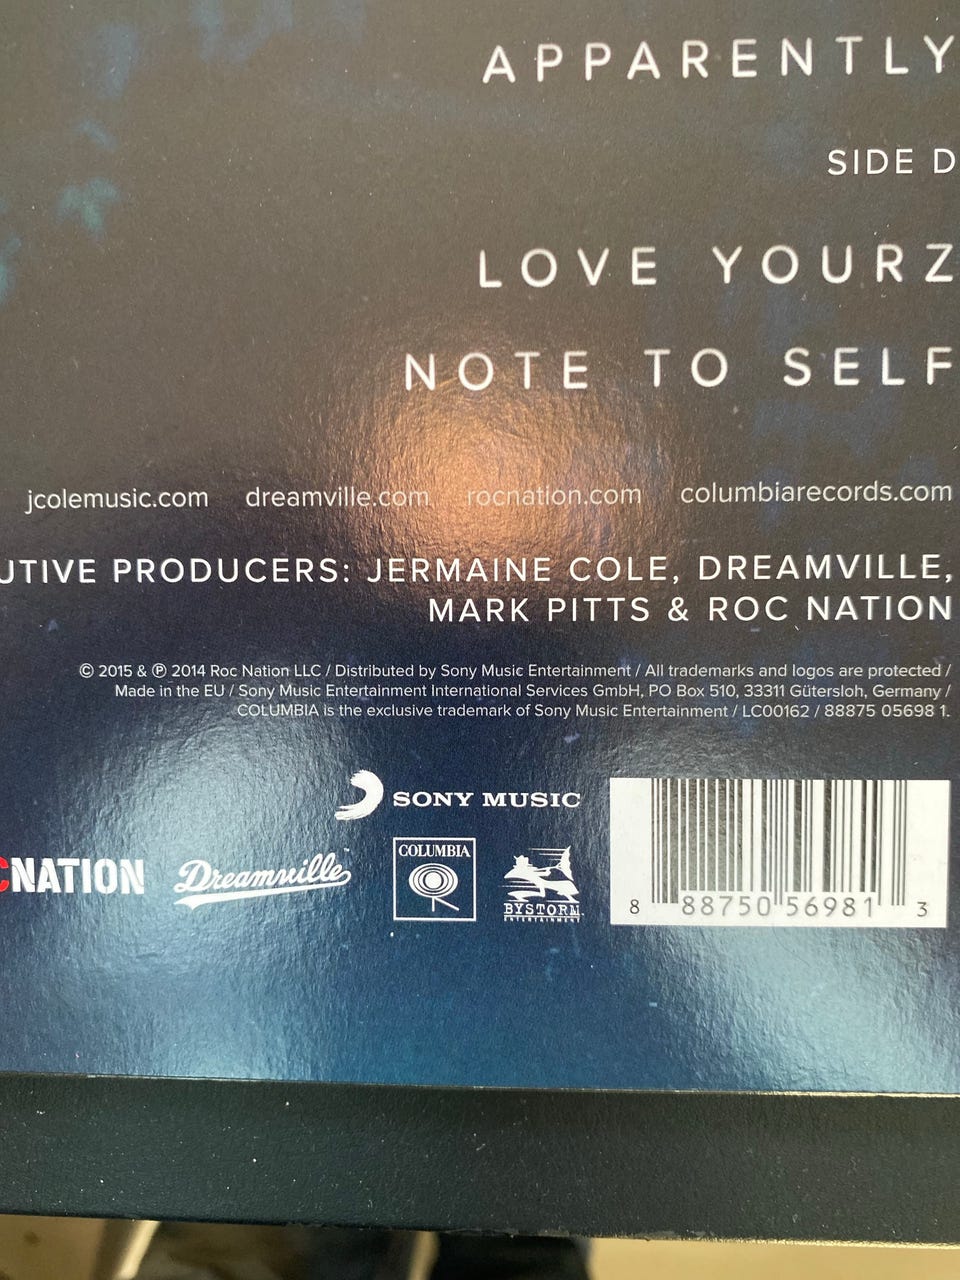 APPARENTLY
SIDE D
LOVE YOURZ
NOTE TO SELF
jcolemusic.com dreamville.com rocnation.com columbiarecords.com
UTIVE PRODUCERS: JERMAINE COLE, DREAMVILLE,
MARK PITTS & ROC NATION
© 2015 & ℗ 2014 Roc Nation LLC / Distributed by Sony Music Entertainment / All trademarks and logos are protected /
Made in the EU / Sony Music Entertainment International Services GmbH, PO Box 510, 33311 Gütersloh, Germany /
COLUMBIA is the exclusive trademark of Sony Music Entertainment / LC00162 / 88875 05698 1.
SONY MUSIC
CNATION Dreamville™ COLUMBIA BYSTORM
ENTERTAINMENT
8 88750 56981 3